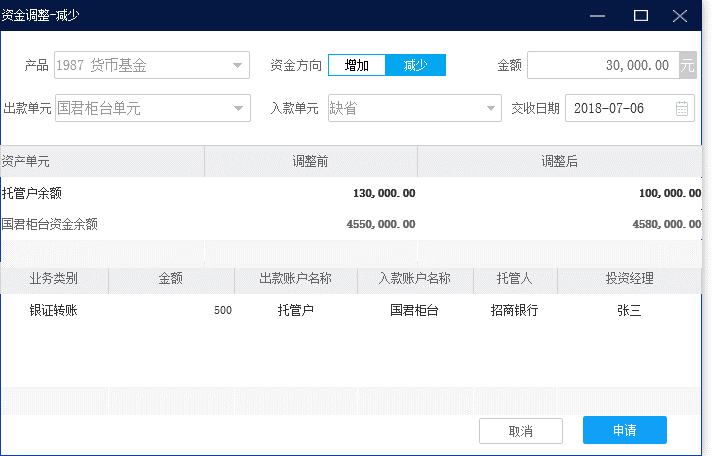 资金调整-减少
产品 1987 货币基金 资金方向 增加 减少 金额 30,000.00 元
出款单元 国君柜台单元 入款单元 缺省 交收日期 2018-07-06
资产单元 调整前 调整后
托管户余额 130,000.00 100,000.00
国君柜台资金余额 4550,000.00 4580,000.00
业务类别 金额 出款账户名称 入款账户名称 托管人 投资经理
银证转账 500 托管户 国君柜台 招商银行 张三
取消 申请